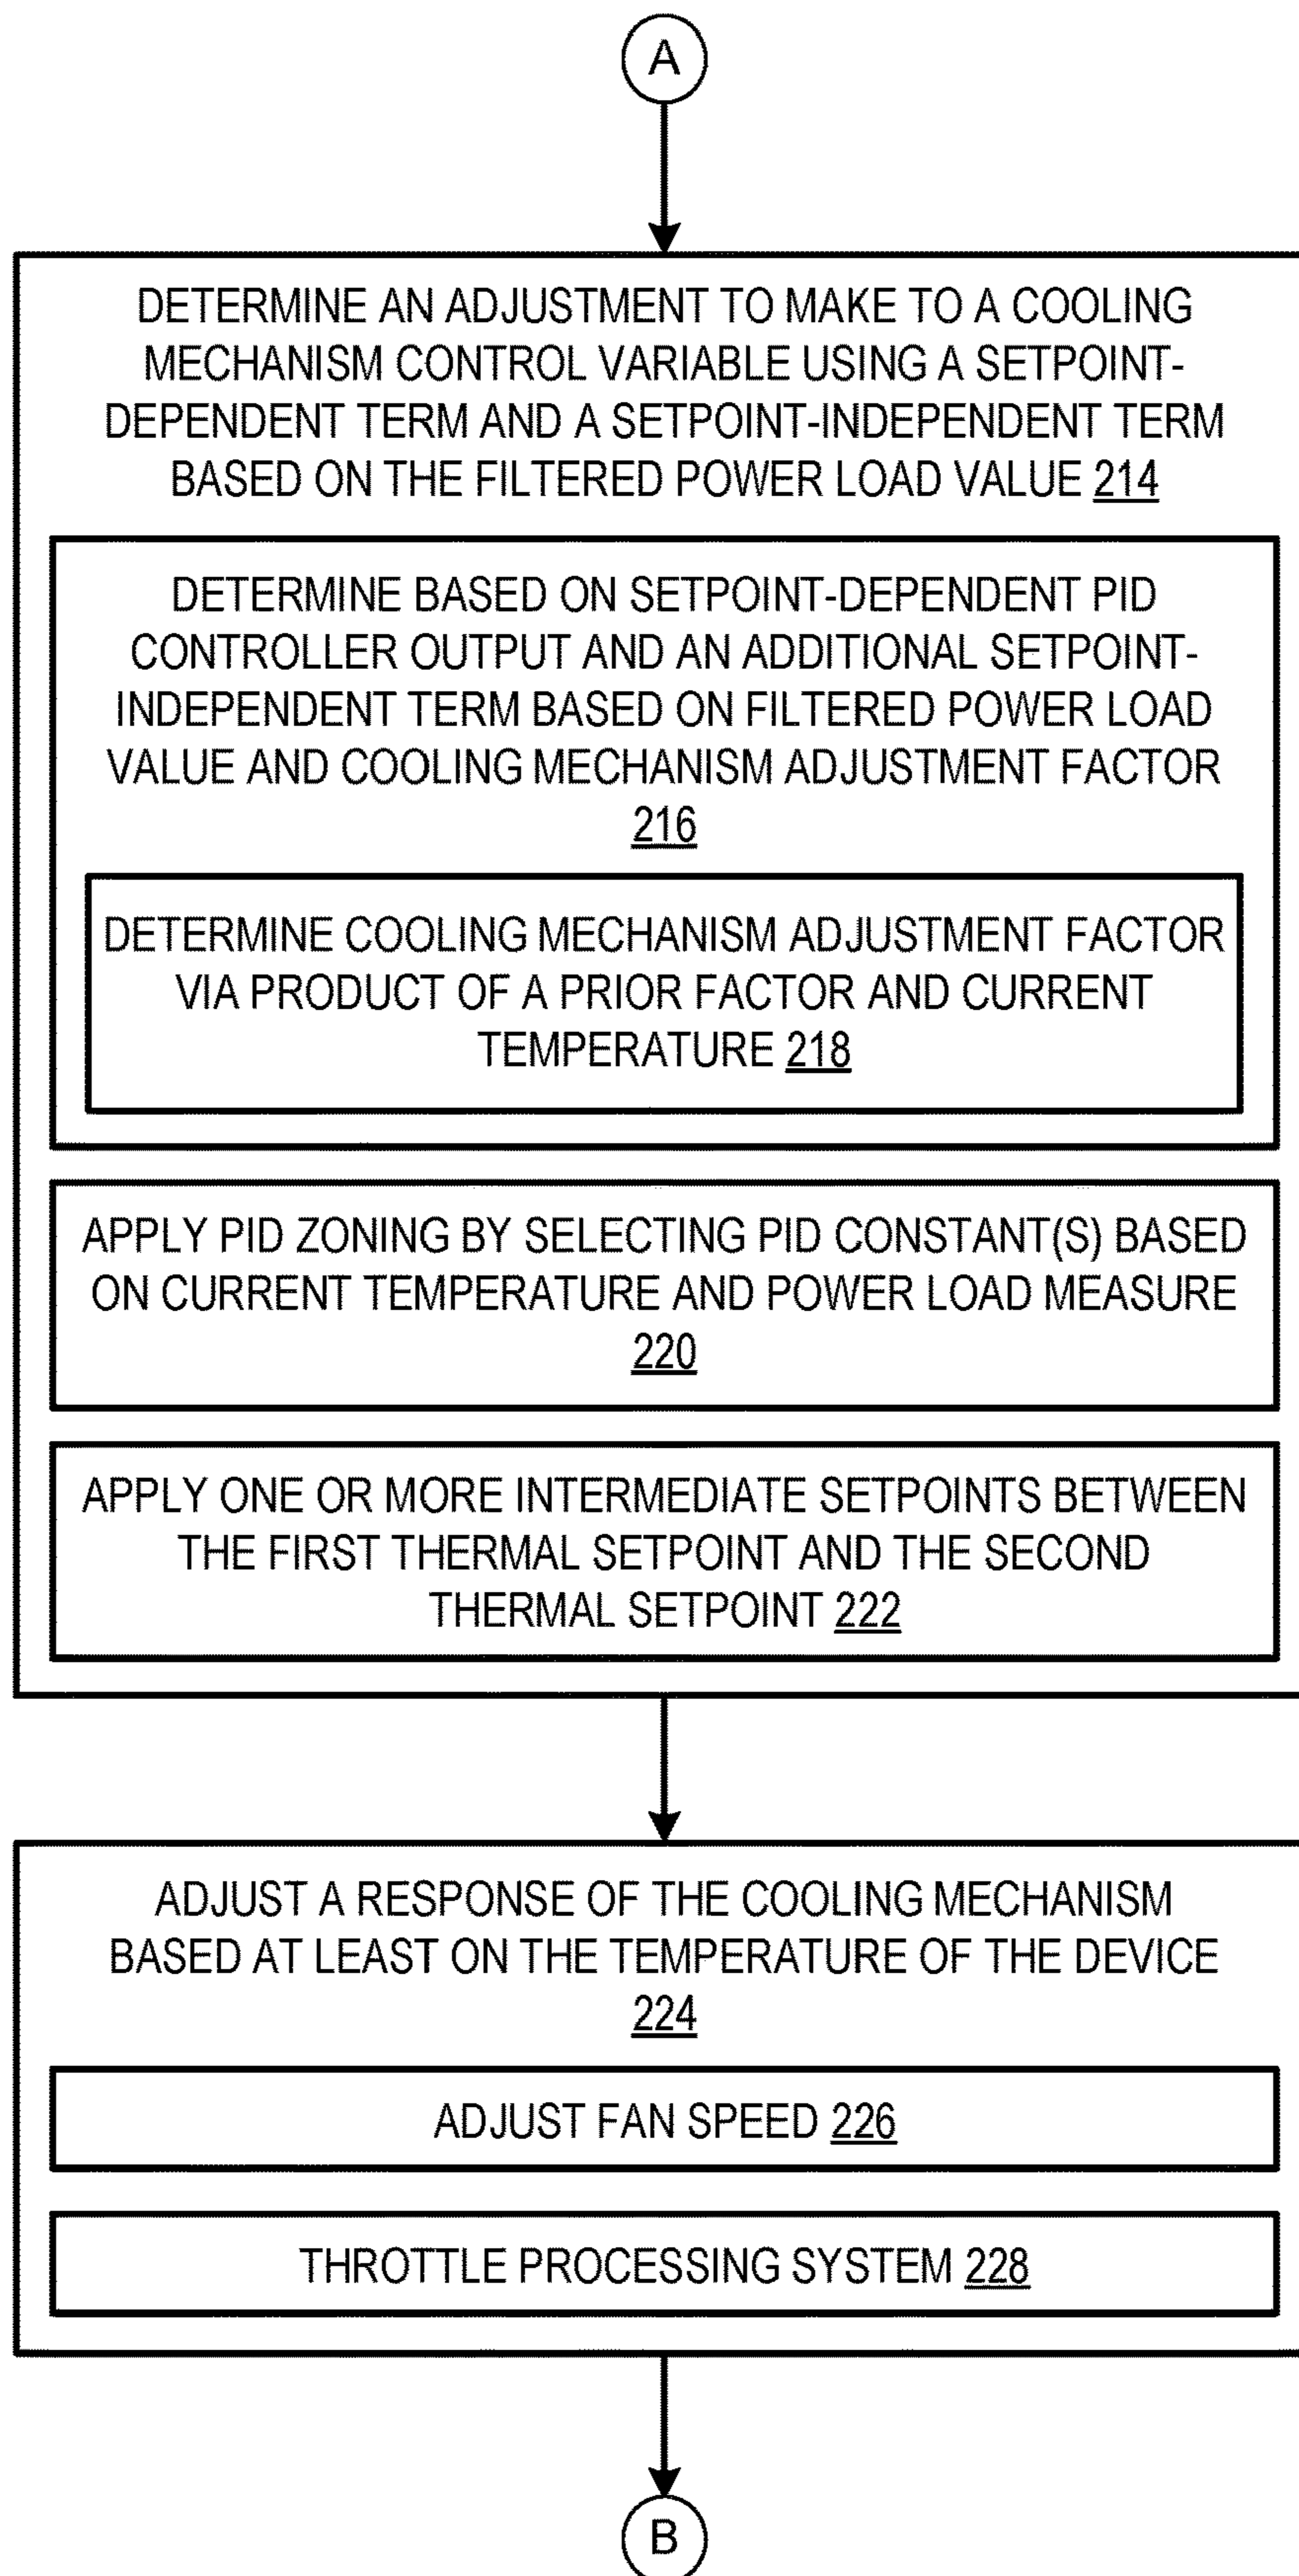 A
DETERMINE AN ADJUSTMENT TO MAKE TO A COOLING
MECHANISM CONTROL VARIABLE USING A SETPOINT-
DEPENDENT TERM AND A SETPOINT-INDEPENDENT TERM
BASED ON THE FILTERED POWER LOAD VALUE 214
DETERMINE BASED ON SETPOINT-DEPENDENT PID
CONTROLLER OUTPUT AND AN ADDITIONAL SETPOINT-
INDEPENDENT TERM BASED ON FILTERED POWER LOAD
VALUE AND COOLING MECHANISM ADJUSTMENT FACTOR
216
DETERMINE COOLING MECHANISM ADJUSTMENT FACTOR
VIA PRODUCT OF A PRIOR FACTOR AND CURRENT
TEMPERATURE 218
APPLY PID ZONING BY SELECTING PID CONSTANT(S) BASED
ON CURRENT TEMPERATURE AND POWER LOAD MEASURE
220
APPLY ONE OR MORE INTERMEDIATE SETPOINTS BETWEEN
THE FIRST THERMAL SETPOINT AND THE SECOND
THERMAL SETPOINT 222
ADJUST A RESPONSE OF THE COOLING MECHANISM
BASED AT LEAST ON THE TEMPERATURE OF THE DEVICE
224
ADJUST FAN SPEED 226
THROTTLE PROCESSING SYSTEM 228
B